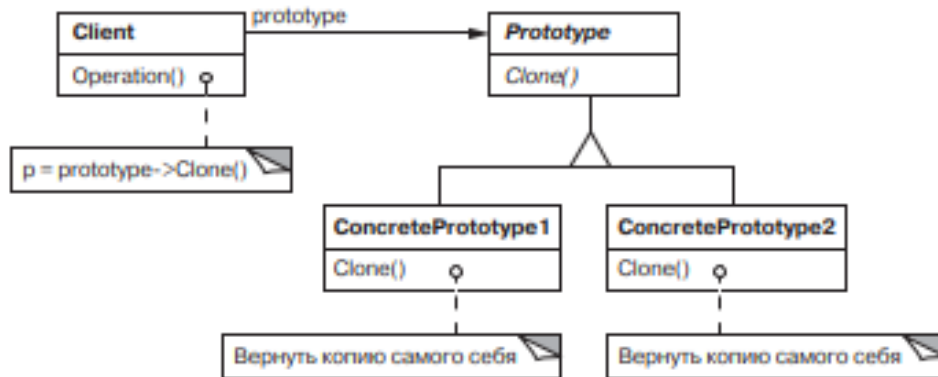 prototype
Client
Prototype
Operation()
Clone()
p = prototype->Clone()
ConcretePrototype1
ConcretePrototype2
Clone()
Clone()
Вернуть копию самого себя
Вернуть копию самого себя